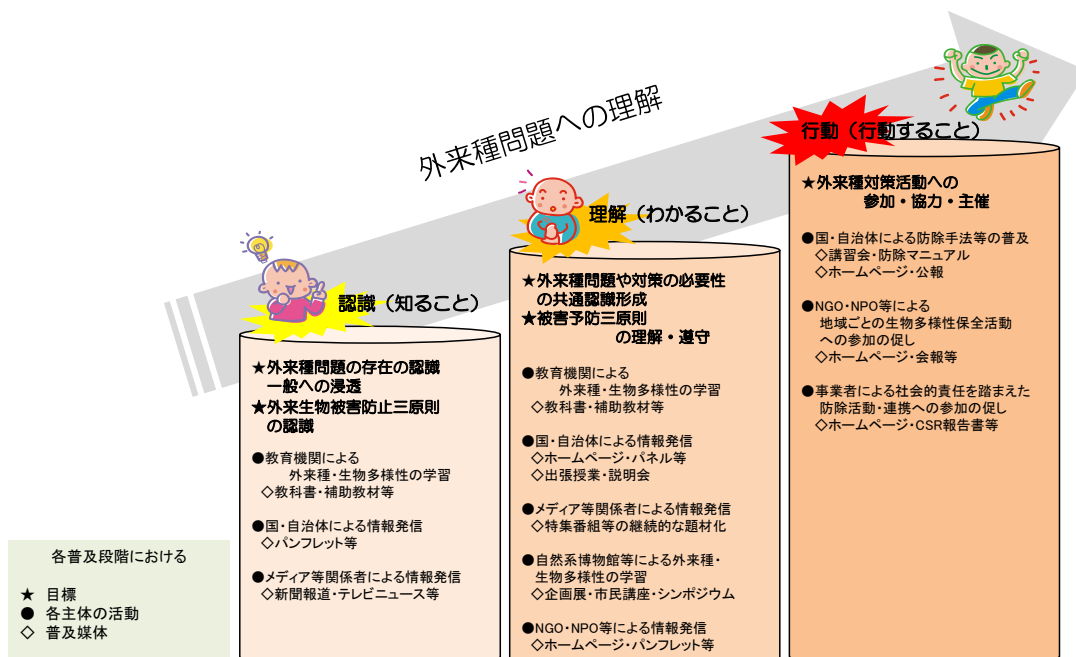 外来種問題への理解
認識（知ること）
★外来種問題の存在の認識
一般への浸透
★外来生物被害防止三原則
の認識
●教育機関による
外来種・生物多様性の学習
◇教科書・補助教材等
●国・自治体による情報発信
◇パンフレット等
●メディア等関係者による情報発信
◇新聞報道・テレビニュース等
理解（わかること）
★外来種問題や対策の必要性
の共通認識形成
★被害予防三原則
の理解・遵守
●教育機関による
外来種・生物多様性の学習
◇教科書・補助教材等
●国・自治体による情報発信
◇ホームページ・パネル等
◇出張授業・説明会
●メディア等関係者による情報発信
◇特集番組等の継続的な題材化
●自然系博物館等による外来種・
生物多様性の学習
◇企画展・市民講座・シンポジウム
●NGO・NPO等による情報発信
◇ホームページ・パンフレット等
行動（行動すること）
★外来種対策活動への
参加・協力・主催
●国・自治体による防除手法等の普及
◇講習会・防除マニュアル
◇ホームページ・公報
●NGO・NPO等による
地域ごとの生物多様性保全活動
への参加の促し
◇ホームページ・会報等
●事業者による社会的責任を踏まえた
防除活動・連携への参加の促し
◇ホームページ・CSR報告書等
各普及段階における
★ 目標
● 各主体の活動
◇ 普及媒体